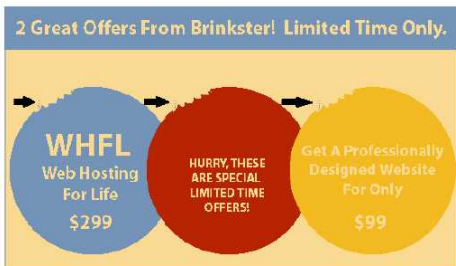 2 Great Offers From Brinkster! Limited Time Only.
WHFL
Web Hosting
For Life
$299
HURRY, THESE
ARE SPECIAL
LIMITED TIME
OFFERS!
Get A Professionally
Designed Website
For Only
$99